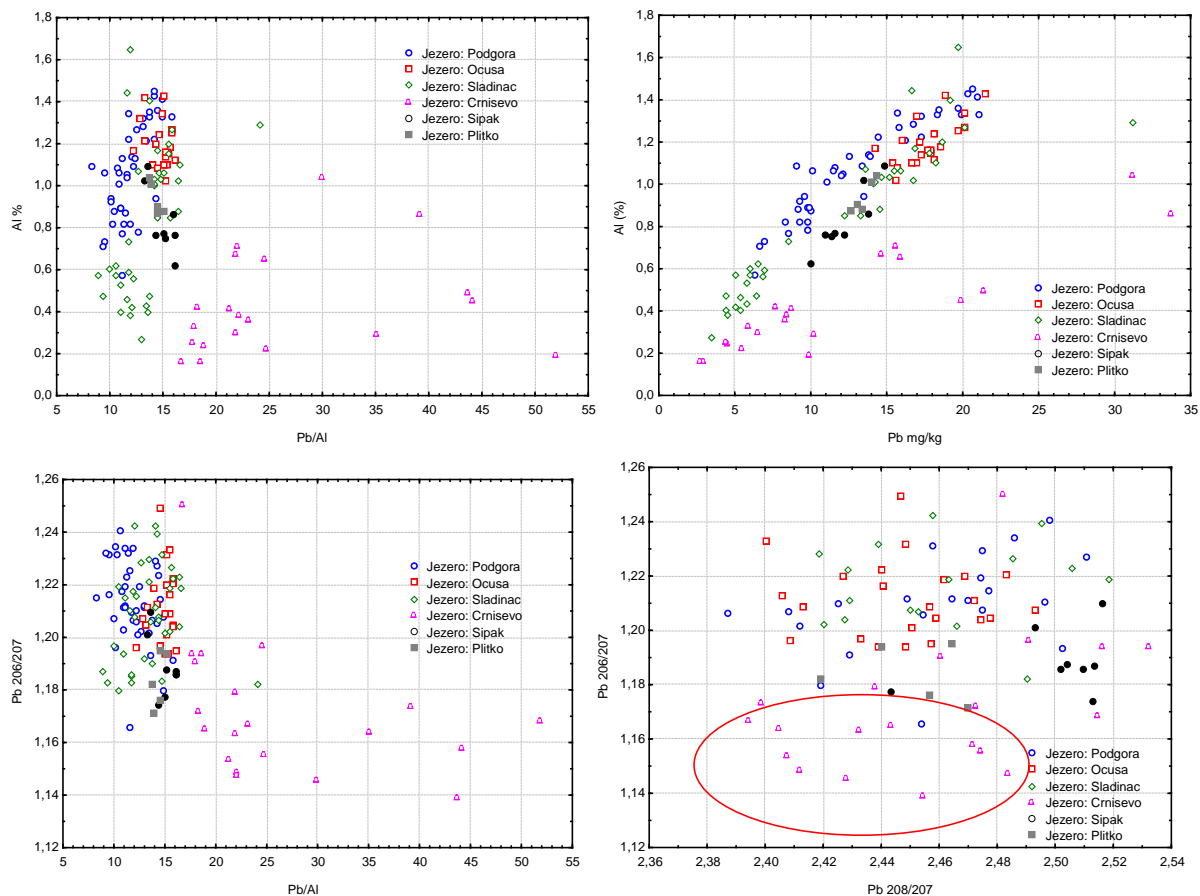 1,8
1,6
1,4
1,2
1,0
0,8
0,6
0,4
0,2
0,0
Al %
5 10 15 20 25 30 35 40 45 50 55
Pb/Al
Jezero: Podgora
Jezero: Ocusa
Jezero: Sladinac
Jezero: Crnisevo
Jezero: Sipak
Jezero: Plitko
1,8
1,6
1,4
1,2
1,0
0,8
0,6
0,4
0,2
0,0
Al (%)
0 5 10 15 20 25 30 35
Pb mg/kg
Jezero: Podgora
Jezero: Ocusa
Jezero: Sladinac
Jezero: Crnisevo
Jezero: Sipak
Jezero: Plitko
1,26
1,24
1,22
1,20
1,18
1,16
1,14
1,12
Pb 206/207
5 10 15 20 25 30 35 40 45 50 55
Pb/Al
Jezero: Podgora
Jezero: Ocusa
Jezero: Sladinac
Jezero: Crnisevo
Jezero: Sipak
Jezero: Plitko
1,26
1,24
1,22
1,20
1,18
1,16
1,14
1,12
Pb 206/207
2,36 2,38 2,40 2,42 2,44 2,46 2,48 2,50 2,52 2,54
Pb 208/207
Jezero: Podgora
Jezero: Ocusa
Jezero: Sladinac
Jezero: Crnisevo
Jezero: Sipak
Jezero: Plitko